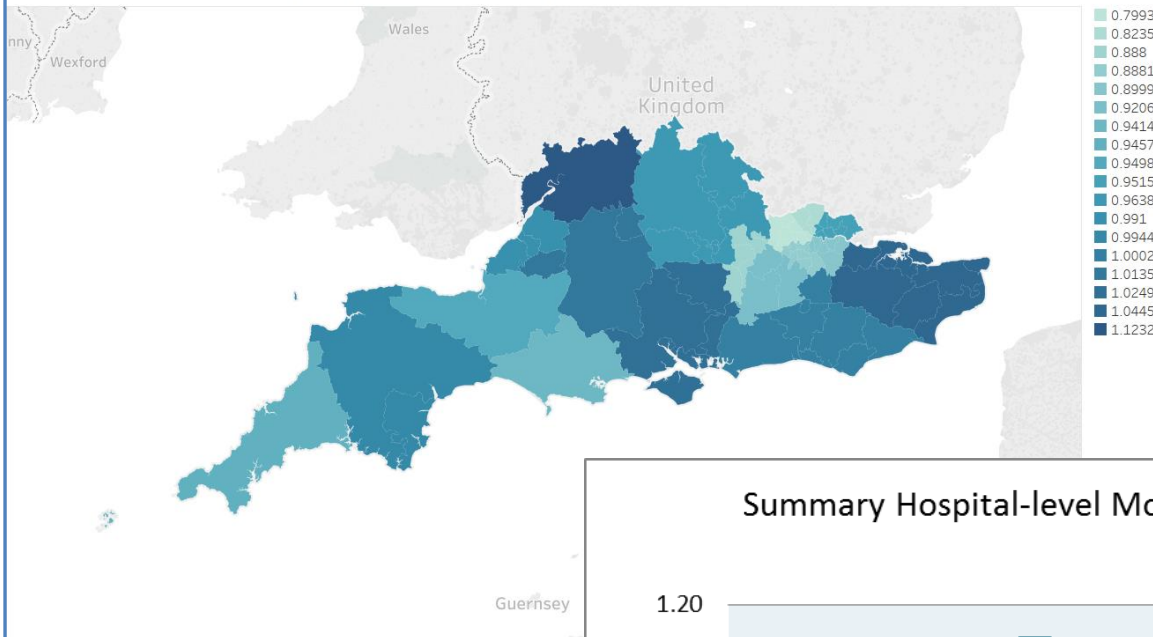 Wales
nny
Wexford
United
Kingdom
Guernsey
0.7993
0.8235
0.888
0.8881
0.8999
0.9206
0.9414
0.9457
0.9498
0.9515
0.9638
0.991
0.9944
1.0002
1.0135
1.0249
1.0445
1.1232
Summary Hospital-level Mo
1.20